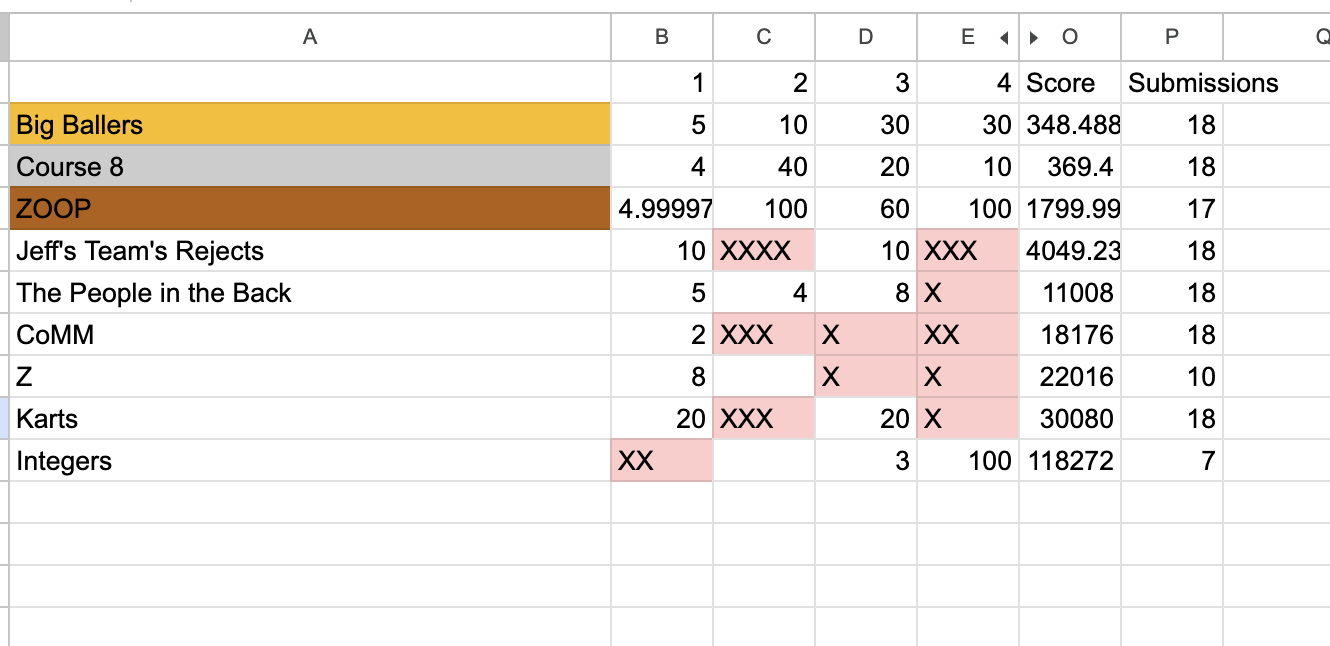 A B C D E O P Q
1 2 3 4 Score Submissions
Big Ballers 5 10 30 30 348.488 18
Course 8 4 40 20 10 369.4 18
ZOOP 4.99997 100 60 100 1799.99 17
Jeff's Team's Rejects 10 XXXX 10 XXX 4049.23 18
The People in the Back 5 4 8 X 11008 18
CoMM 2 XXX X XX 18176 18
Z 8 X X 22016 10
Karts 20 XXX 20 X 30080 18
Integers XX 3 100 118272 7